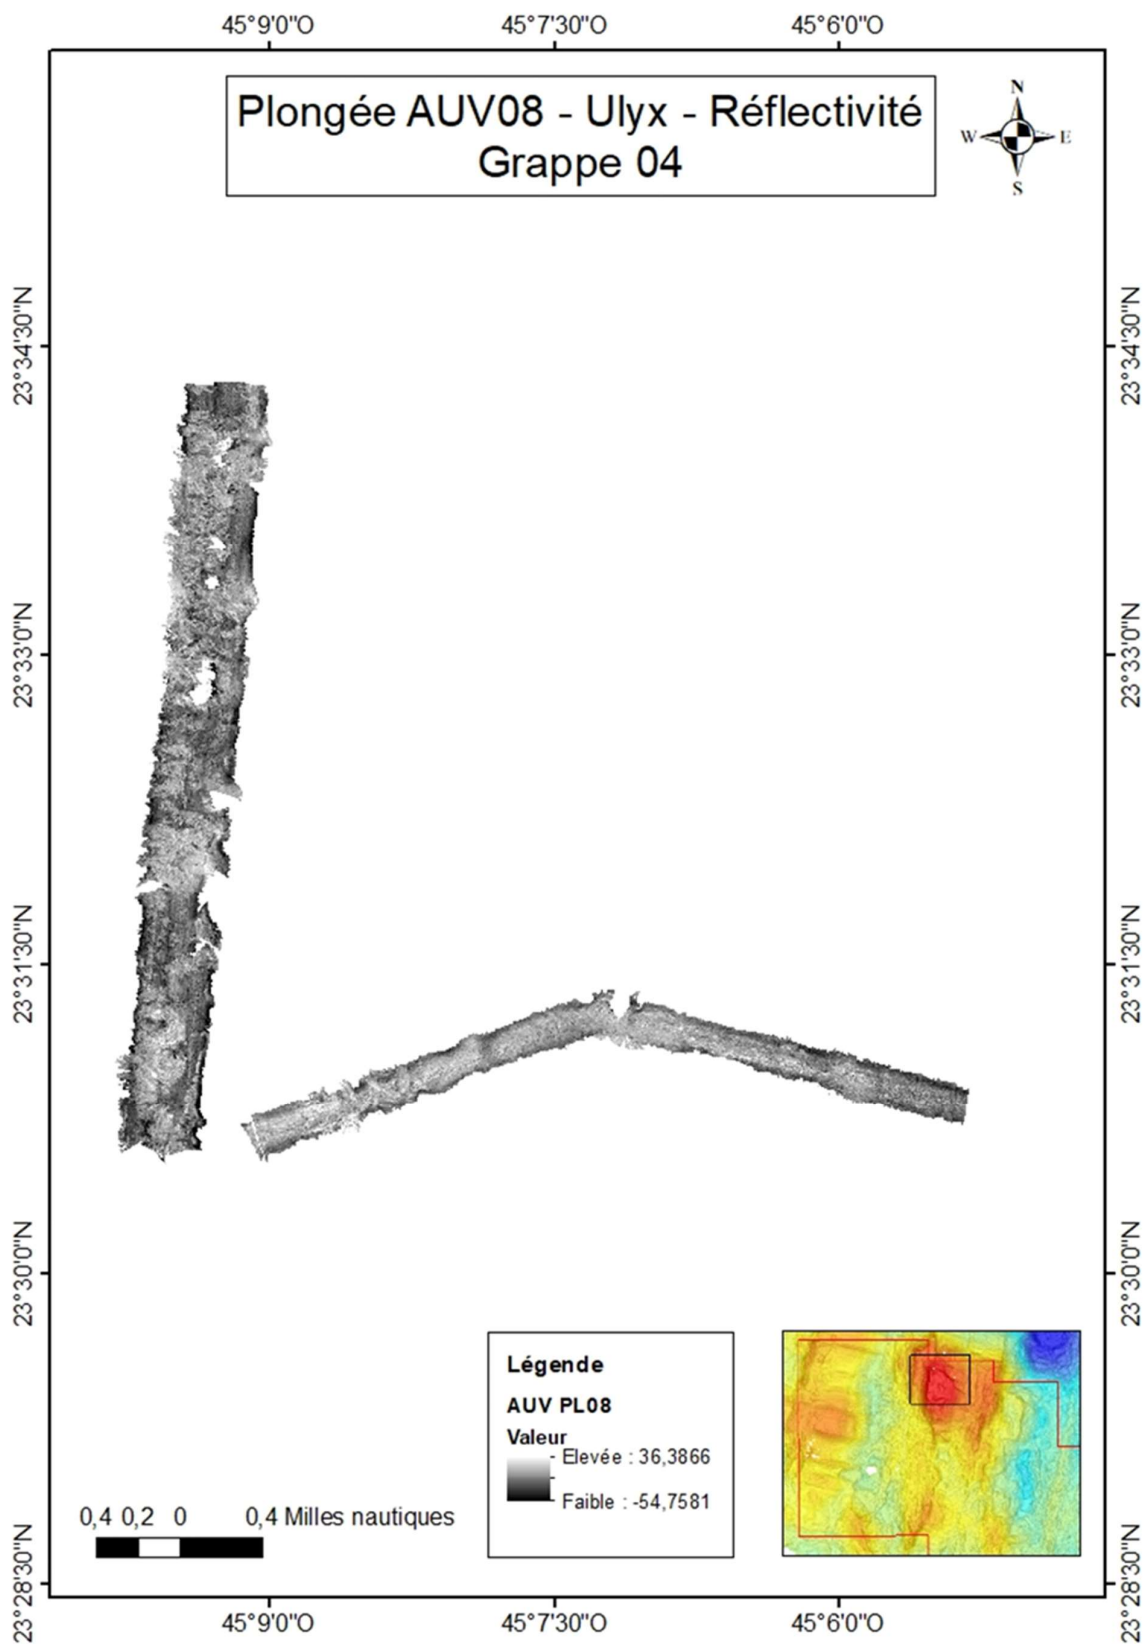 45°9'0"O 45°7'30"O 45°6'0"O
Plongée AUV08 - Ulyx - Réflectivité
Grappe 04
N
W E
S
23°34'30"N 23°34'30"N
23°33'0"N 23°33'0"N
23°31'30"N 23°31'30"N
23°30'0"N 23°30'0"N
23°28'30"N 23°28'30"N
Légende
AUV PL08
Valeur
Elevée : 36,3866
Faible : -54,7581
0,4 0,2 0 0,4 Milles nautiques
45°9'0"O 45°7'30"O 45°6'0"O